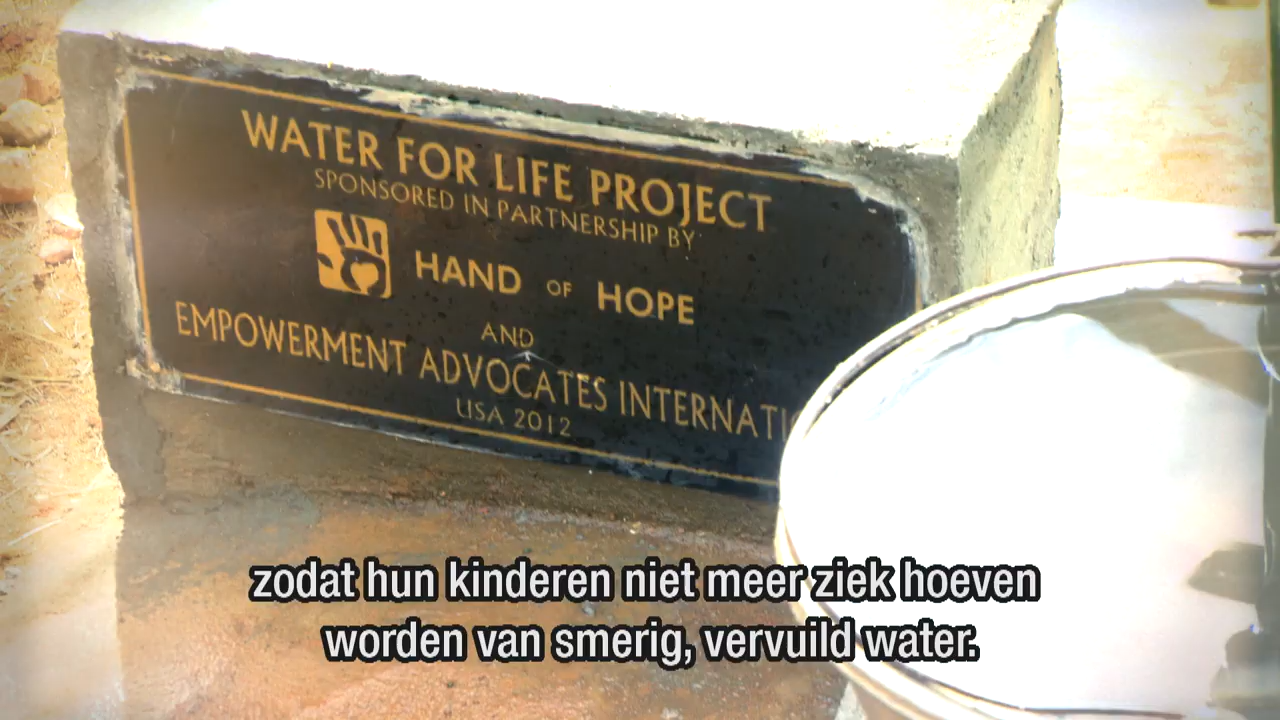 WATER FOR LIFE PROJECT
SPONSORED IN PARTNERSHIP BY
HAND OF HOPE
AND
EMPOWERMENT ADVOCATES
USA 2012
zodat hun kinderen niet meer ziek hoeven
worden van smerig, vervuild water.